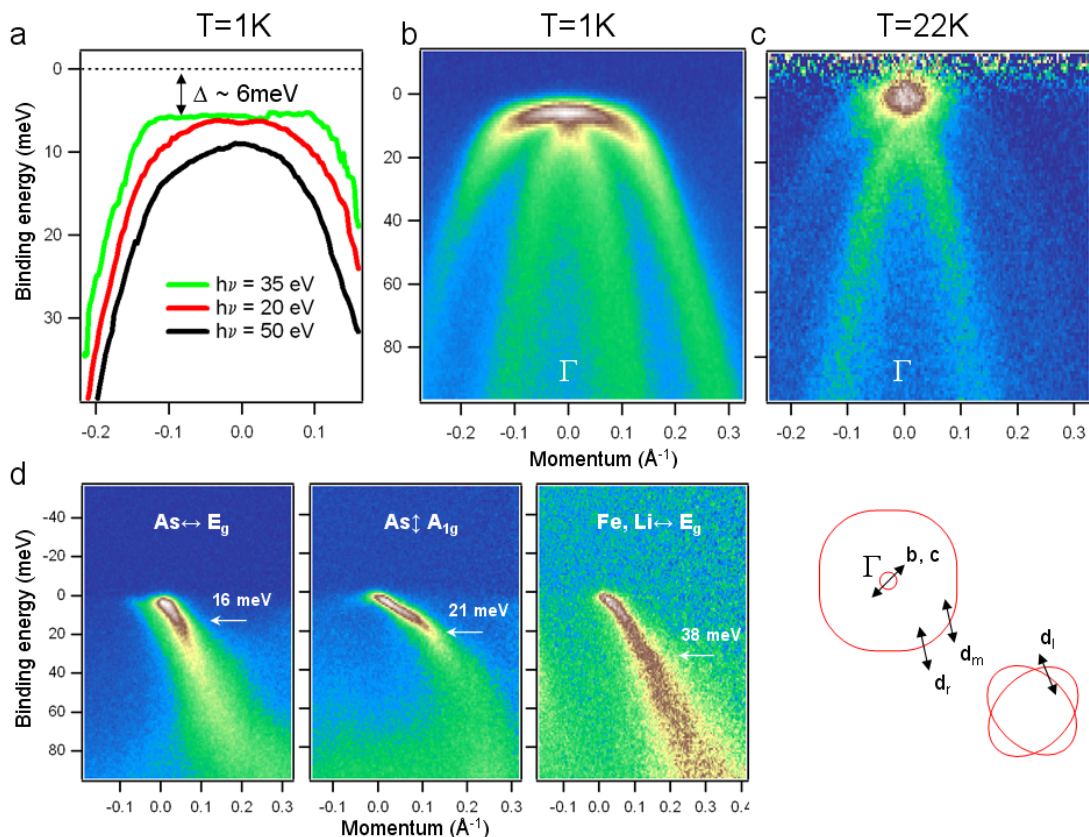 a
T=1K
b
T=1K
c
T=22K
0
10
20
30
Binding energy (meV)
Δ ~ 6meV
hν = 35 eV
hν = 20 eV
hν = 50 eV
-0.2
-0.1
0.0
0.1
0
20
40
60
80
Γ
-0.2
-0.1
0.0
0.1
0.2
0.3
Γ
-0.2
-0.1
0.0
0.1
0.2
0.3
Momentum (Å-1)
d
Binding energy (meV)
-40
-20
0
20
40
60
80
As↔ Eg
16 meV
-0.1
0.0
0.1
0.2
0.3
As↕ A1g
21 meV
-0.1
0.0
0.1
0.2
0.3
Fe, Li↔ Eg
38 meV
-0.1
0.0
0.1
0.2
0.3
0.4
Momentum (Å-1)
Γ
b, c
dm
dr
dl